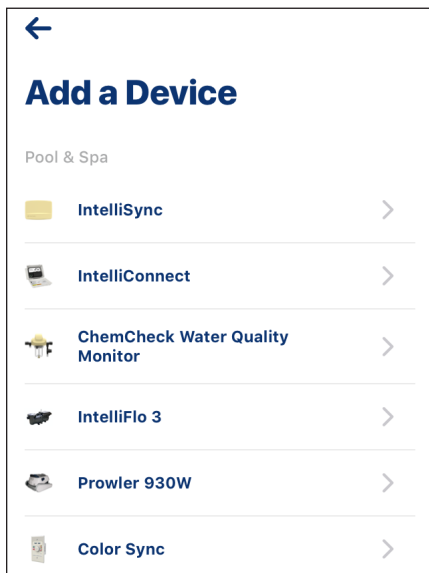 Add a Device
Pool & Spa
IntelliSync
IntelliConnect
ChemCheck Water Quality
Monitor
IntelliFlo 3
Prowler 930W
Color Sync